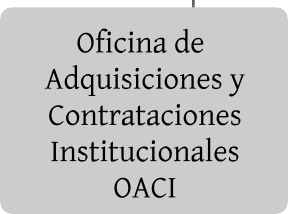 Oficina de
Adquisiciones y
Contrataciones
Institucionales
OACI